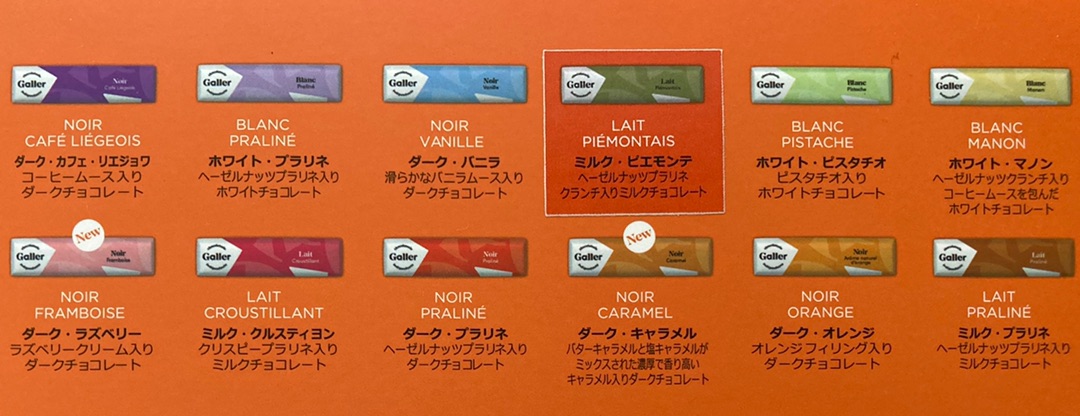 Galler
Noir
Café Liégeois
NOIR
CAFÉ LIÉGEOIS
ダーク・カフェ・リエジョワ
コーヒームース入り
ダークチョコレート
Galler
Blanc
Praliné
BLANC
PRALINÉ
ホワイト・プラリネ
ヘーゼルナッツプラリネ入り
ホワイトチョコレート
Galler
Noir
Vanille
NOIR
VANILLE
ダーク・バニラ
滑らかなバニラムース入り
ダークチョコレート
Galler
Lait
Piémontais
LAIT
PIÉMONTAIS
ミルク・ピエモンテ
ヘーゼルナッツプラリネ
クランチ入りミルクチョコレート
Galler
Blanc
Pistache
BLANC
PISTACHE
ホワイト・ピスタチオ
ピスタチオ入り
ホワイトチョコレート
Galler
Blanc
Manon
BLANC
MANON
ホワイト・マノン
ヘーゼルナッツクランチ入り
コーヒームースを包んだ
ホワイトチョコレート
New
Galler
Noir
Framboise
NOIR
FRAMBOISE
ダーク・ラズベリー
ラズベリークリーム入り
ダークチョコレート
Galler
Lait
Croustillant
LAIT
CROUSTILLANT
ミルク・クルスティヨン
クリスピープラリネ入り
ミルクチョコレート
Galler
Noir
Praliné
NOIR
PRALINÉ
ダーク・プラリネ
ヘーゼルナッツプラリネ入り
ダークチョコレート
New
Galler
Noir
Caramel
NOIR
CARAMEL
ダーク・キャラメル
バターキャラメルと塩キャラメルが
ミックスされた濃厚で香り高い
キャラメル入りダークチョコレート
Galler
Noir
Arôme naturel
d'orange
NOIR
ORANGE
ダーク・オレンジ
オレンジフィリング入り
ダークチョコレート
Galler
Lait
Praliné
LAIT
PRALINÉ
ミルク・プラリネ
ヘーゼルナッツプラリネ入り
ミルクチョコレート